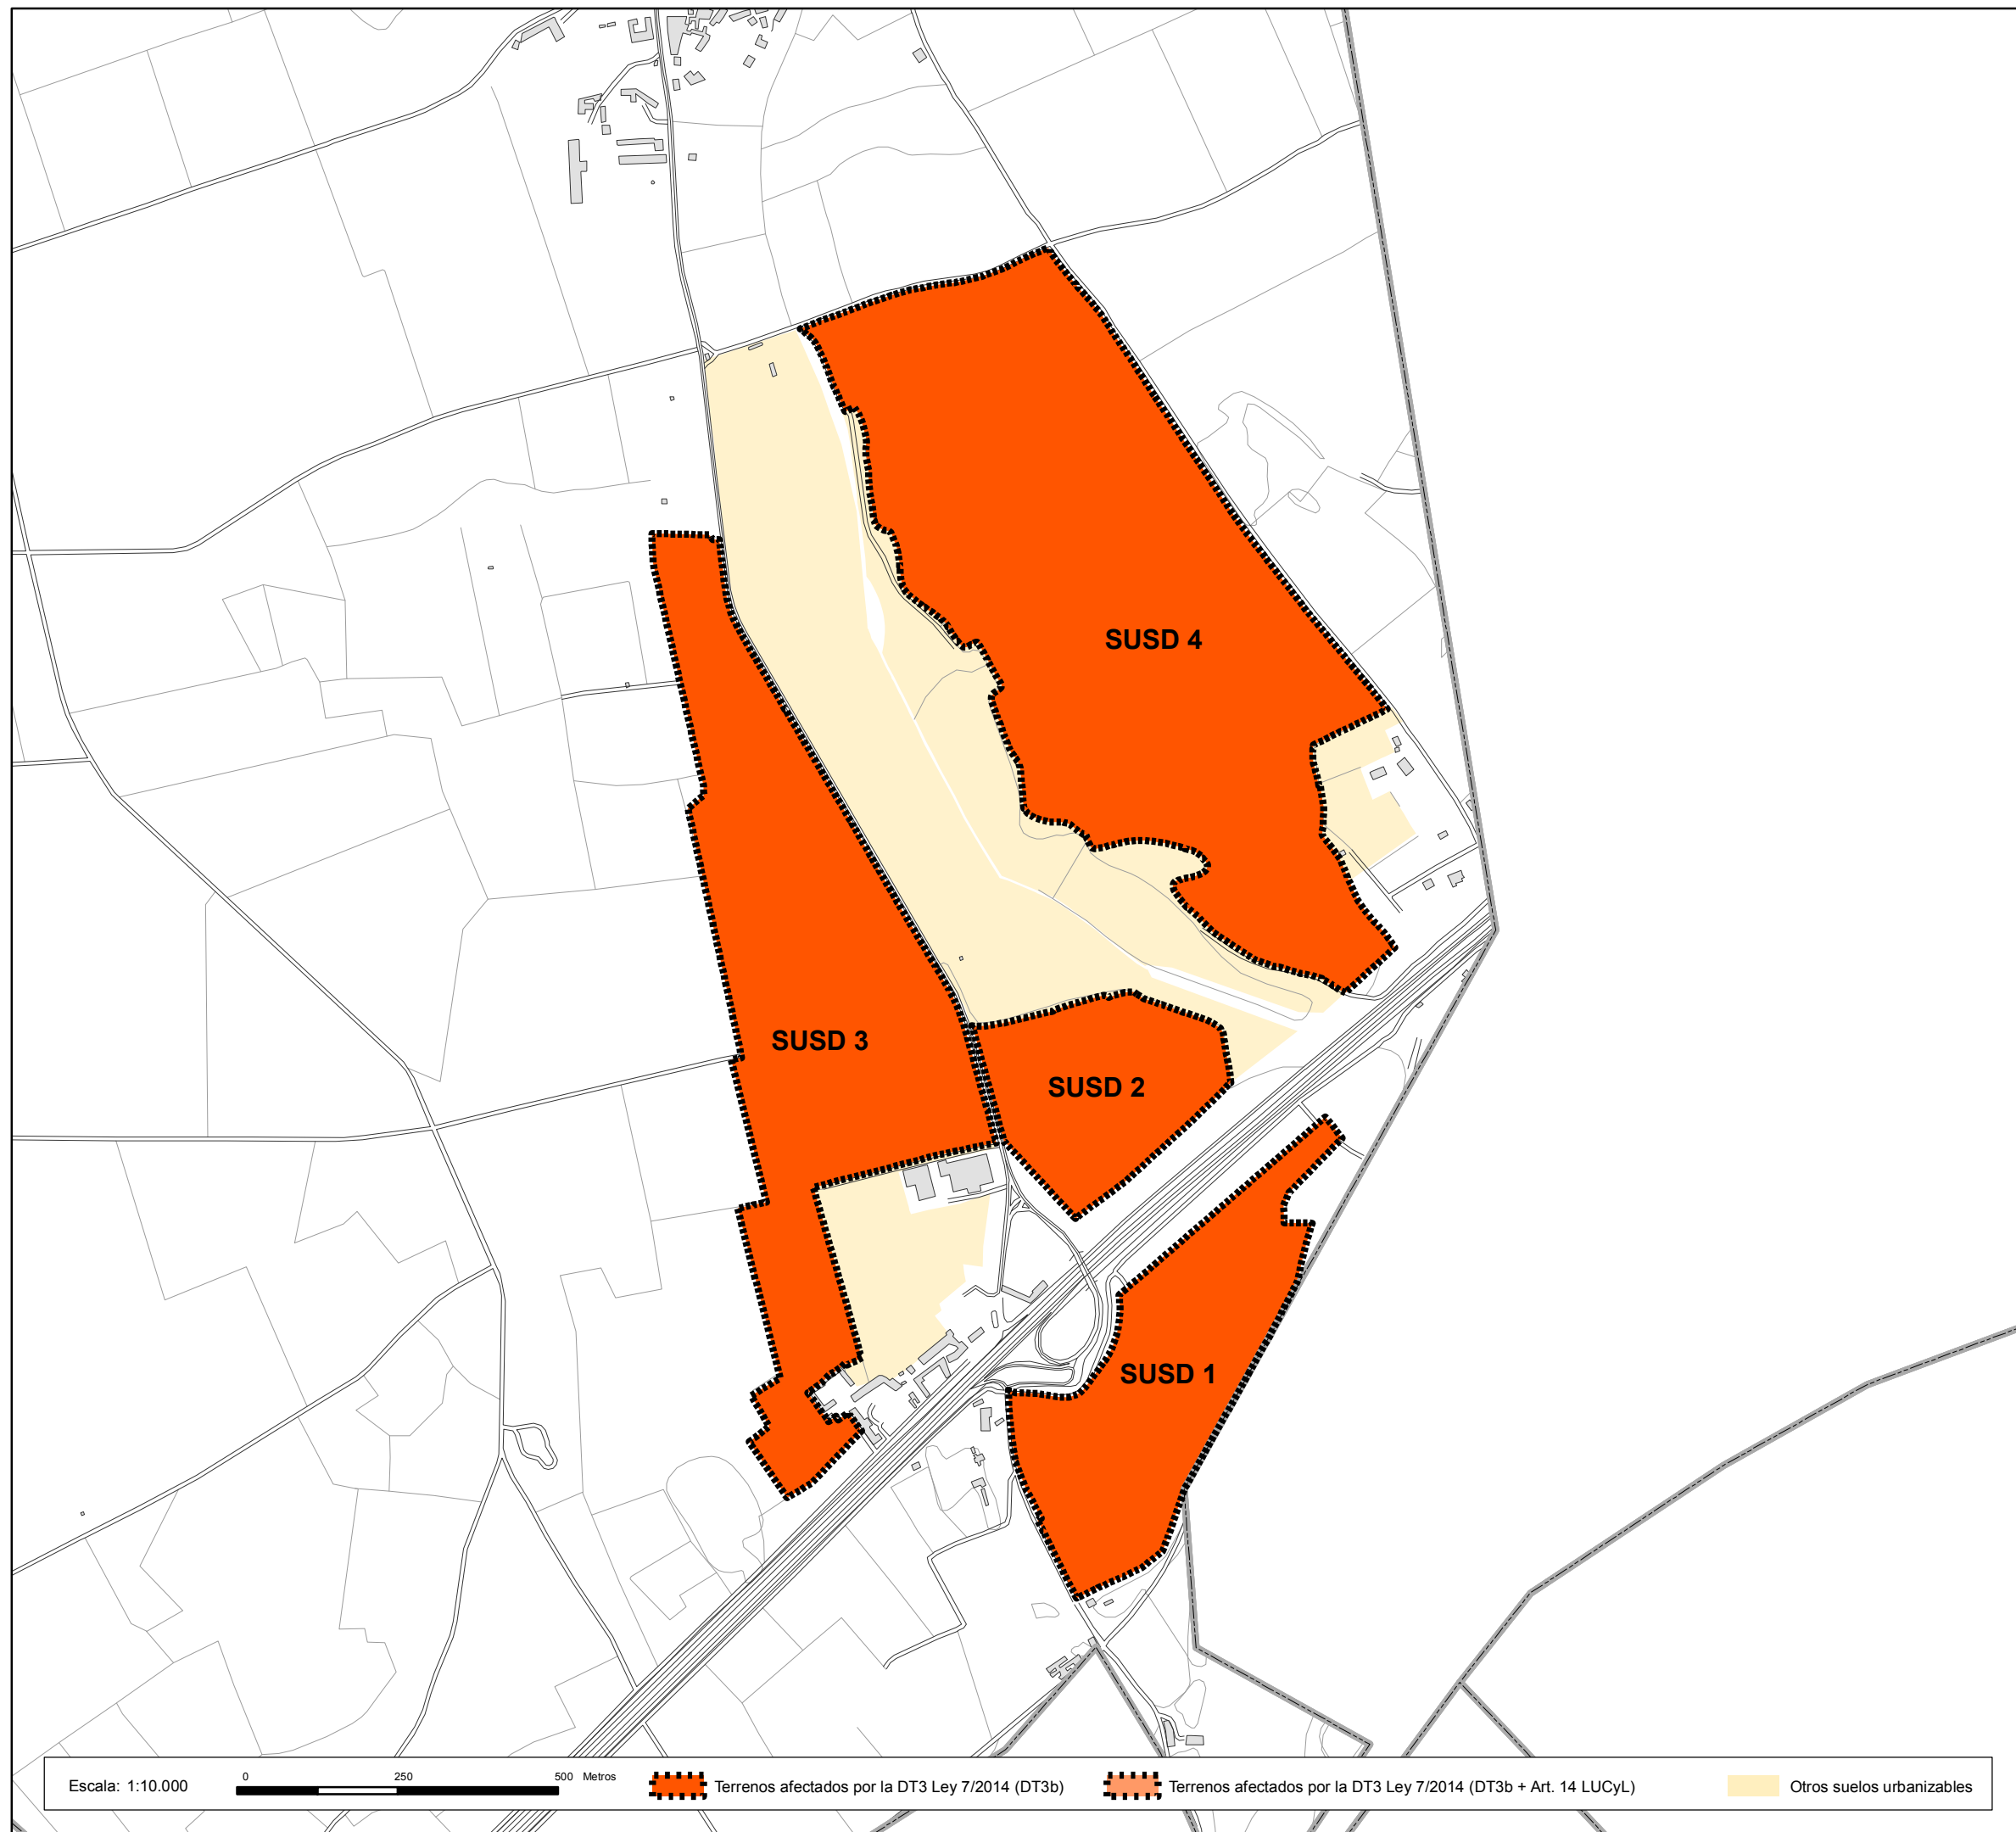 SUSD 4
SUSD 3
SUSD 2
SUSD 1
Escala: 1:10.000
0 250 500 Metros
Terrenos afectados por la DT3 Ley 7/2014 (DT3b)
Terrenos afectados por la DT3 Ley 7/2014 (DT3b + Art. 14 LUCyL)
Otros suelos urbanizables